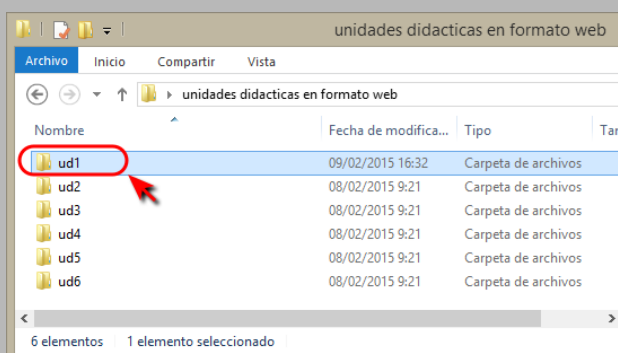 unidades didacticas en formato web
Archivo Inicio Compartir Vista
unidades didacticas en formato web
Nombre Fecha de modifica... Tipo Tar
ud1 09/02/2015 16:32 Carpeta de archivos
ud2 08/02/2015 9:21 Carpeta de archivos
ud3 08/02/2015 9:21 Carpeta de archivos
ud4 08/02/2015 9:21 Carpeta de archivos
ud5 08/02/2015 9:21 Carpeta de archivos
ud6 08/02/2015 9:21 Carpeta de archivos
6 elementos 1 elemento seleccionado